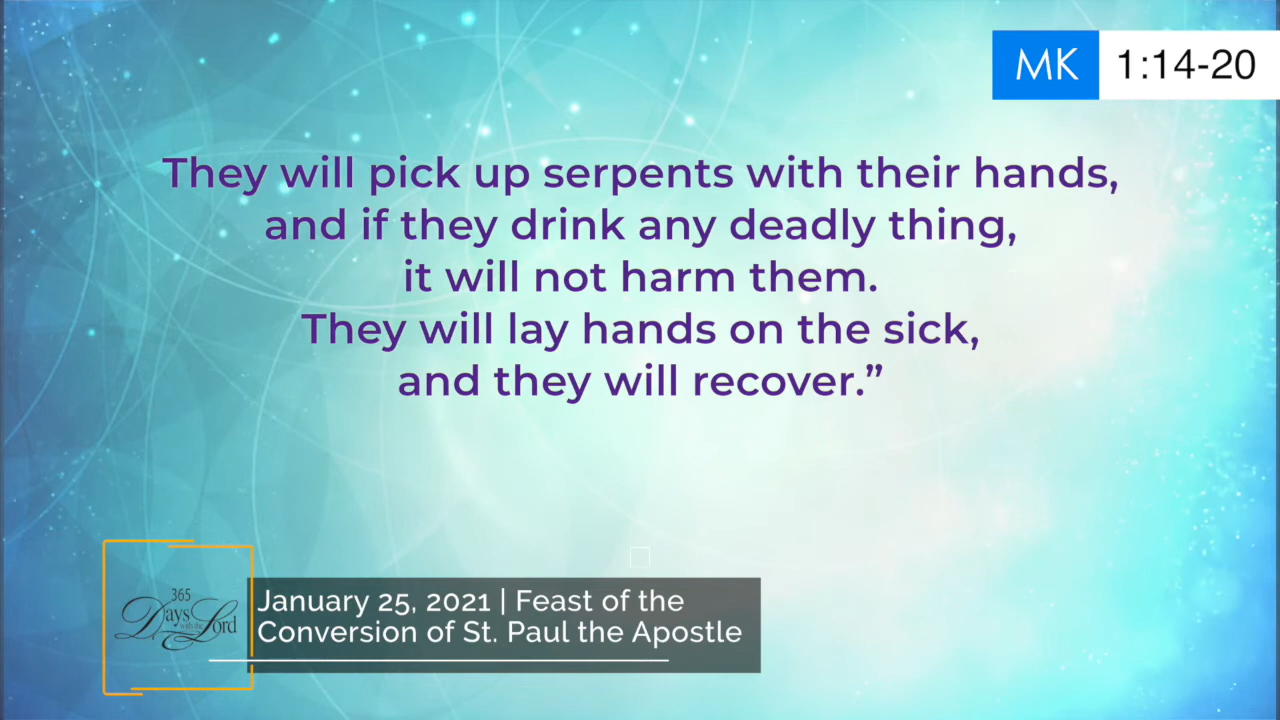 MK 1:14-20
They will pick up serpents with their hands,
and if they drink any deadly thing,
it will not harm them.
They will lay hands on the sick,
and they will recover.”
365
Days with the Lord
January 25, 2021 | Feast of the
Conversion of St. Paul the Apostle